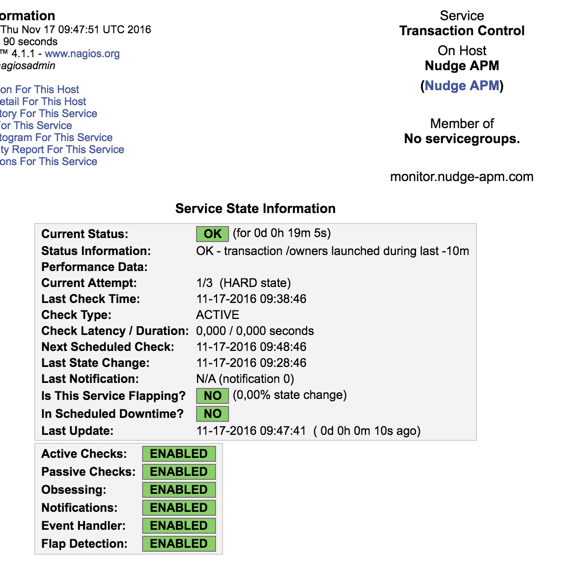 ormation
Thu Nov 17 09:47:51 UTC 2016
90 seconds
™ 4.1.1 - www.nagios.org
agiosadmin
on For This Host
etail For This Host
tory For This Service
For This Service
togram For This Service
ty Report For This Service
ons For This Service
Service
Transaction Control
On Host
Nudge APM
(Nudge APM)
Member of
No servicegroups.
monitor.nudge-apm.com
Service State Information
Current Status: OK (for 0d 0h 19m 5s)
Status Information: OK - transaction /owners launched during last -10m
Performance Data:
Current Attempt: 1/3 (HARD state)
Last Check Time: 11-17-2016 09:38:46
Check Type: ACTIVE
Check Latency / Duration: 0,000 / 0,000 seconds
Next Scheduled Check: 11-17-2016 09:48:46
Last State Change: 11-17-2016 09:28:46
Last Notification: N/A (notification 0)
Is This Service Flapping? NO (0,00% state change)
In Scheduled Downtime? NO
Last Update: 11-17-2016 09:47:41 ( 0d 0h 0m 10s ago)
Active Checks: ENABLED
Passive Checks: ENABLED
Obsessing: ENABLED
Notifications: ENABLED
Event Handler: ENABLED
Flap Detection: ENABLED